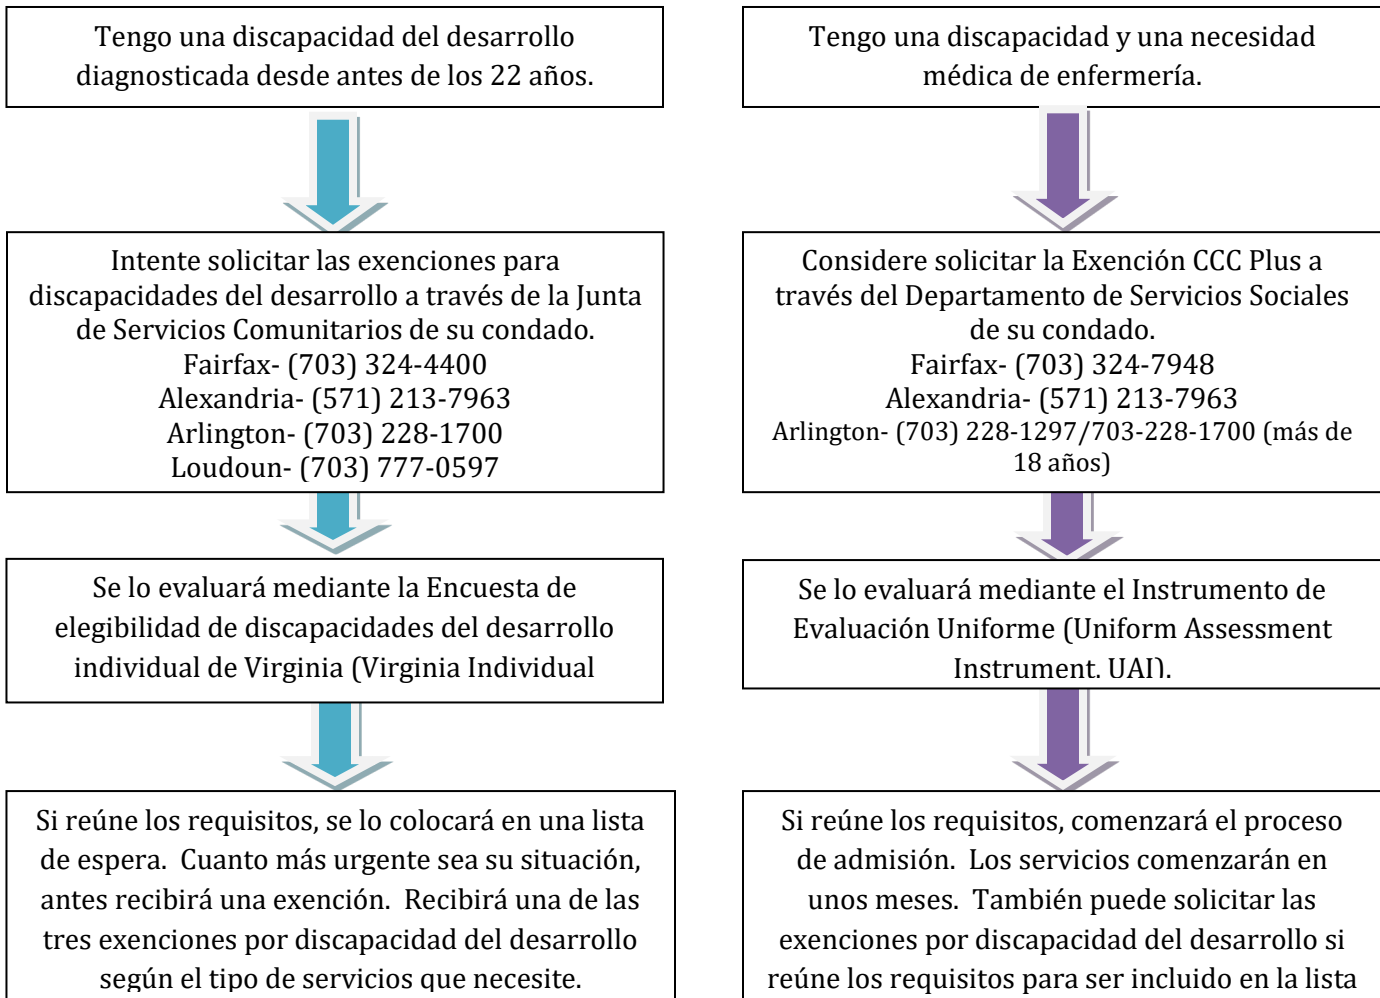 Tengo una discapacidad del desarrollo
diagnosticada desde antes de los 22 años.
Intente solicitar las exenciones para
discapacidades del desarrollo a través de la Junta
de Servicios Comunitarios de su condado.
Fairfax- (703) 324-4400
Alexandria- (571) 213-7963
Arlington- (703) 228-1700
Loudoun- (703) 777-0597
Se lo evaluará mediante la Encuesta de
elegibilidad de discapacidades del desarrollo
individual de Virginia (Virginia Individual
Si reúne los requisitos, se lo colocará en una lista
de espera.  Cuanto más urgente sea su situación,
antes recibirá una exención.  Recibirá una de las
tres exenciones por discapacidad del desarrollo
según el tipo de servicios que necesite.
Tengo una discapacidad y una necesidad
médica de enfermería.
Considere solicitar la Exención CCC Plus a
través del Departamento de Servicios Sociales
de su condado.
Fairfax- (703) 324-7948
Alexandria- (571) 213-7963
Arlington- (703) 228-1297/703-228-1700 (más de
18 años)
Se lo evaluará mediante el Instrumento de
Evaluación Uniforme (Uniform Assessment
Instrument, UAI).
Si reúne los requisitos, comenzará el proceso
de admisión.  Los servicios comenzarán en
unos meses.  También puede solicitar las
exenciones por discapacidad del desarrollo si
reúne los requisitos para ser incluido en la lista